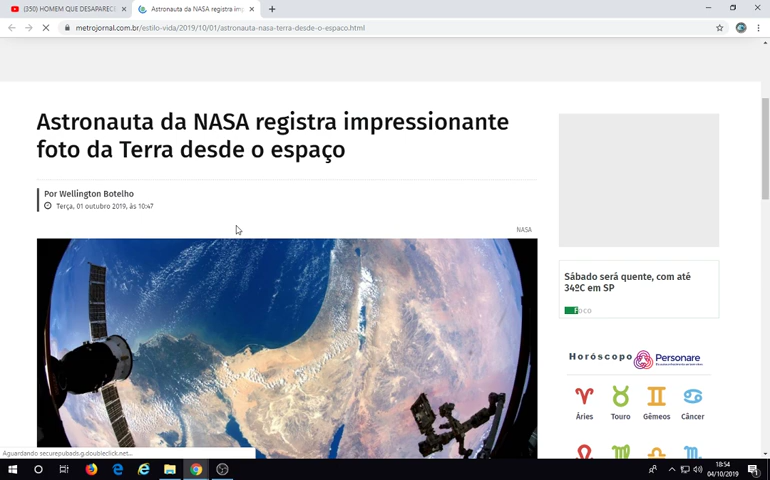 (350) HOMEM QUE DESAPARECE
Astronauta da NASA registra imp
metrojornal.com.br/estilo-vida/2019/10/01/astronauta-nasa-terra-desde-o-espaco.html
Astronauta da NASA registra impressionante
foto da Terra desde o espaço
Por Wellington Botelho
Terça, 01 outubro 2019, às 10:47
NASA
Sábado será quente, com até
34ºC em SP
Foco
Horóscopo Personare
Áries Touro Gêmeos Câncer
Aguardando securepubads.g.doubleclick.net...
18:54
04/10/2019